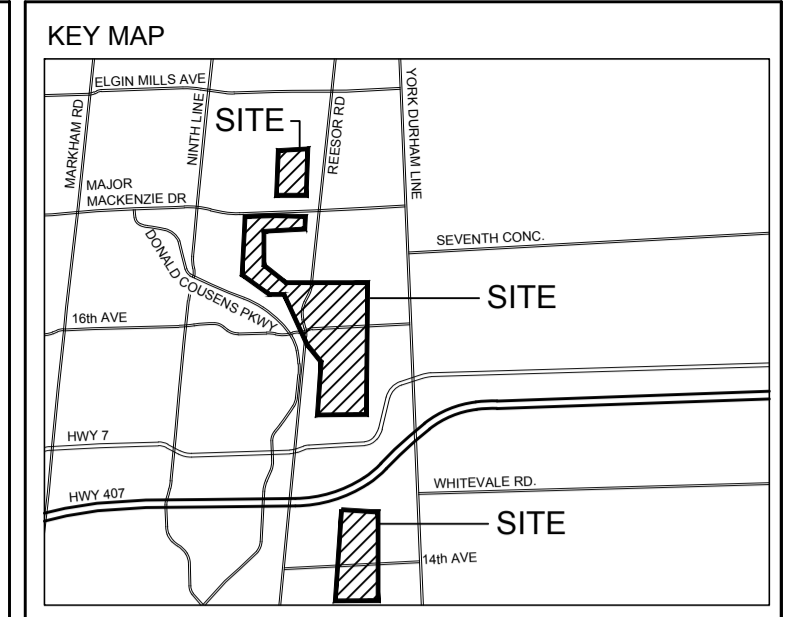 KEY MAP
ELGIN MILLS AVE
MARKHAM RD
NINTH LINE
SITE
REESOR RD
YORK DURHAM LINE
MAJOR
MACKENZIE DR
DONALD COUSENS PKWY
SEVENTH CONC.
SITE
16th AVE
HWY 7
HWY 407
WHITEVALE RD.
SITE
14th AVE